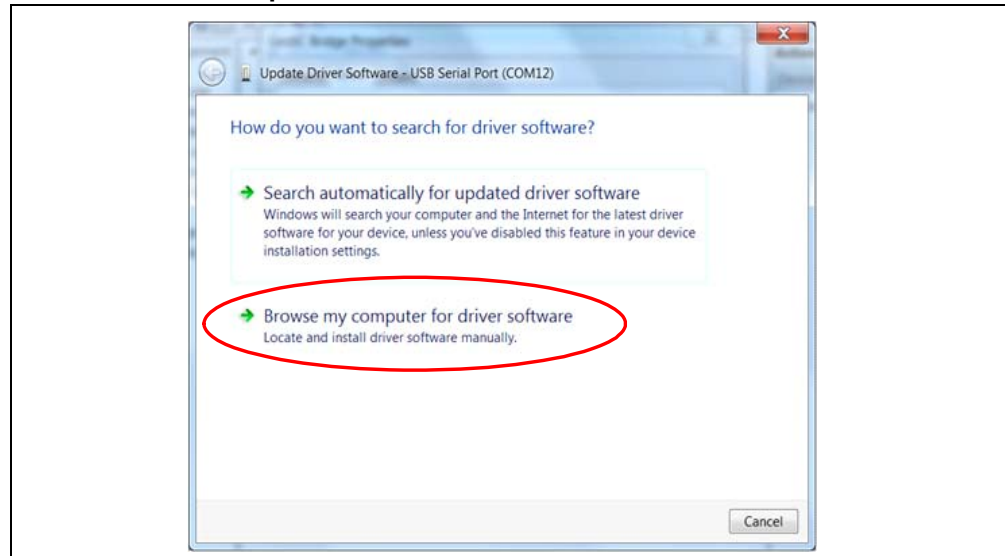 Update Driver Software - USB Serial Port (COM12)
How do you want to search for driver software?
Search automatically for updated driver software
Windows will search your computer and the Internet for the latest driver
software for your device, unless you've disabled this feature in your device
installation settings.
Browse my computer for driver software
Locate and install driver software manually.
Cancel